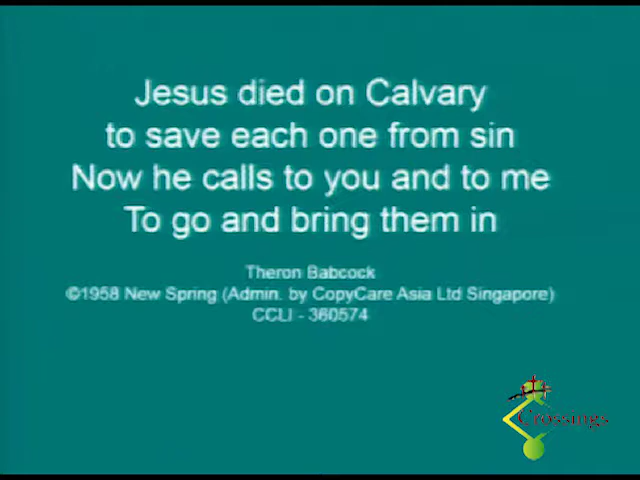 Jesus died on Calvary
to save each one from sin
Now he calls to you and to me
To go and bring them in
Theron Babcock
©1958 New Spring (Admin. by CopyCare Asia Ltd Singapore)
CCLI - 360574
Crossings